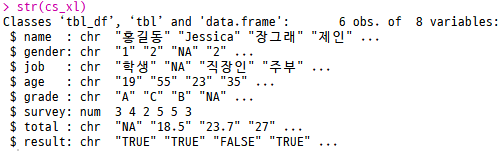 > str(cs_xl)
Classes ‘tbl_df’, ‘tbl’ and 'data.frame':	6 obs. of  8 variables:
 $ name  : chr  "홍길동" "Jessica" "장그래" "제인" ...
 $ gender: chr  "1" "2" "NA" "2" ...
 $ job   : chr  "학생" "NA" "직장인" "주부" ...
 $ age   : chr  "19" "55" "23" "35" ...
 $ grade : chr  "A" "C" "B" "NA" ...
 $ survey: num  3 4 2 5 5 3
 $ total : chr  "NA" "18.5" "23.7" "27" ...
 $ result: chr  "TRUE" "TRUE" "FALSE" "TRUE" ...